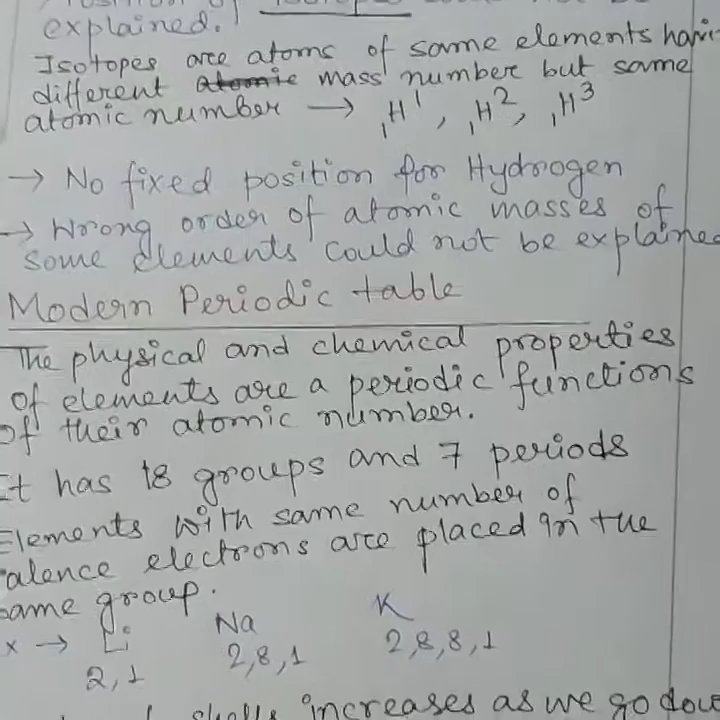 explained.
Isotopes are atoms of same elements
different atomic mass number but same
atomic number → ₁H¹, ₁H², ₁H³
→ No fixed position for Hydrogen
→ Wrong order of atomic masses of
some elements could not be explained
Modern Periodic table
The physical and chemical properties
of elements are a periodic functions
of their atomic number.
It has 18 groups and 7 periods
Elements with same number of
valence electrons are placed in the
same group.
x → Li Na K
2,1 2,8,1 2,8,8,1
shells increases as we go